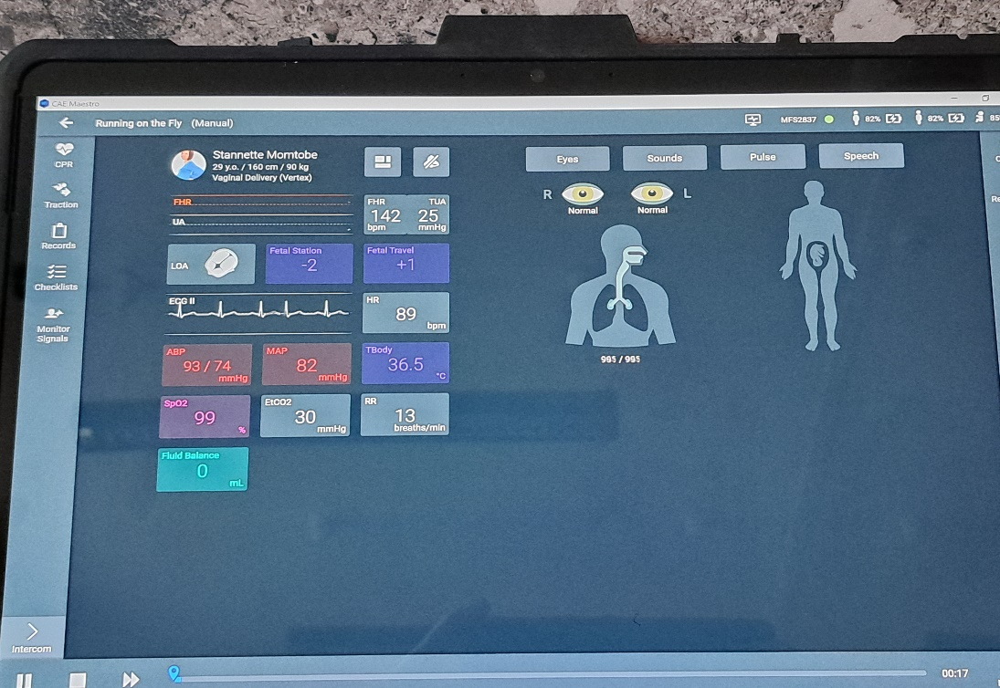 CAE Maestro
Running on the Fly (Manual)
MFS2837 82% 82% 85
CPR
Traction
Records
Checklists
Monitor
Signals
Stannette Momtobe
29 y.o. / 160 cm / 90 kg
Vaginal Delivery (Vertex)
FHR
UA
FHR TUA
142 25
bpm mmHg
LOA
Fetal Station
-2
Fetal Travel
+1
ECG II
HR
89
bpm
ABP
93 / 74
mmHg
MAP
82
mmHg
TBody
36.5
°C
SpO2
99
%
EtCO2
30
mmHg
RR
13
breaths/min
Fluid Balance
0
mL
Eyes
Sounds
Pulse
Speech
R L
Normal Normal
995 / 995
Intercom
00:17